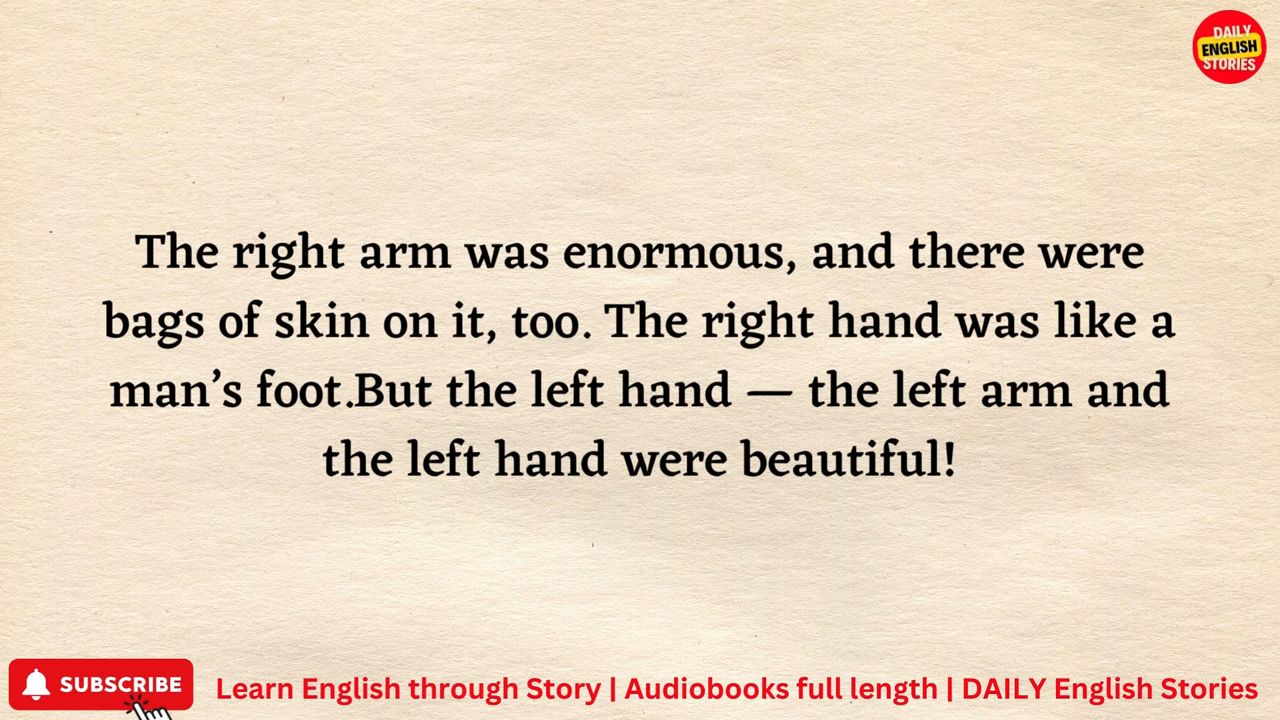 DAILY
ENGLISH
STORIES
The right arm was enormous, and there were
bags of skin on it, too. The right hand was like a
man’s foot.But the left hand — the left arm and
the left hand were beautiful!
SUBSCRIBE
Learn English through Story | Audiobooks full length | DAILY English Stories